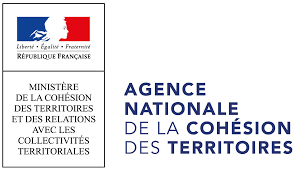 Liberté • Égalité • Fraternité
RÉPUBLIQUE FRANÇAISE
MINISTÈRE
DE LA COHÉSION
DES TERRITOIRES
ET DES RELATIONS
AVEC LES
COLLECTIVITÉS
TERRITORIALES
AGENCE
NATIONALE
DE LA COHÉSION
DES TERRITOIRES